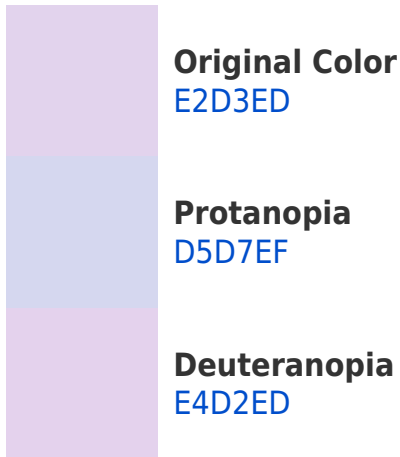 Original Color
E2D3ED
Protanopia
D5D7EF
Deuteranopia
E4D2ED